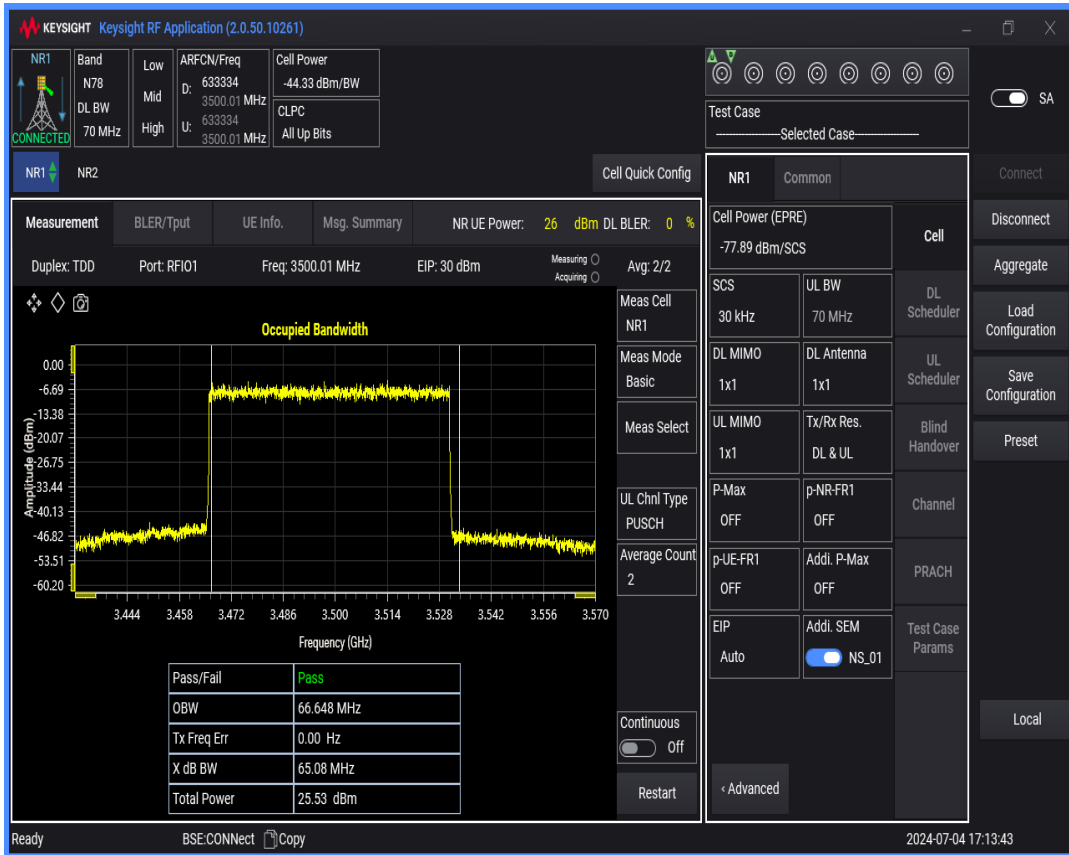 KEYSIGHT Keysight RF Application (2.0.50.10261)
NR1
CONNECTED
Band
N78
DL BW
70 MHz
Low
Mid
High
ARFCN/Freq
D: 633334
3500.01 MHz
U: 633334
3500.01 MHz
Cell Power
-44.33 dBm/BW
CLPC
All Up Bits
Test Case
--------------------Selected Case--------------------
SA
NR1 NR2 Cell Quick Config
Measurement BLER/Tput UE Info. Msg. Summary NR UE Power: 26 dBm DL BLER: 0 %
Duplex: TDD Port: RFIO1 Freq: 3500.01 MHz EIP: 30 dBm Measuring Avg: 2/2
Acquiring
Occupied Bandwidth
Amplitude (dBm)
0.00
-6.69
-13.38
-20.07
-26.75
-33.44
-40.13
-46.82
-53.51
-60.20
3.444 3.458 3.472 3.486 3.500 3.514 3.528 3.542 3.556 3.570
Frequency (GHz)
Pass/Fail Pass
OBW 66.648 MHz
Tx Freq Err 0.00 Hz
X dB BW 65.08 MHz
Total Power 25.53 dBm
Meas Cell
NR1
Meas Mode
Basic
Meas Select
UL Chnl Type
PUSCH
Average Count
2
Continuous
Off
Restart
NR1 Common
Cell Power (EPRE)
-77.89 dBm/SCS
SCS
30 kHz
UL BW
70 MHz
DL MIMO
1x1
DL Antenna
1x1
UL MIMO
1x1
Tx/Rx Res.
DL & UL
P-Max
OFF
p-NR-FR1
OFF
p-UE-FR1
OFF
Addi. P-Max
OFF
EIP
Auto
Addi. SEM
NS_01
‹ Advanced
Cell
DL
Scheduler
UL
Scheduler
Blind
Handover
Channel
PRACH
Test Case
Params
Connect
Disconnect
Aggregate
Load
Configuration
Save
Configuration
Preset
Local
Ready BSE:CONNect Copy 2024-07-04 17:13:43